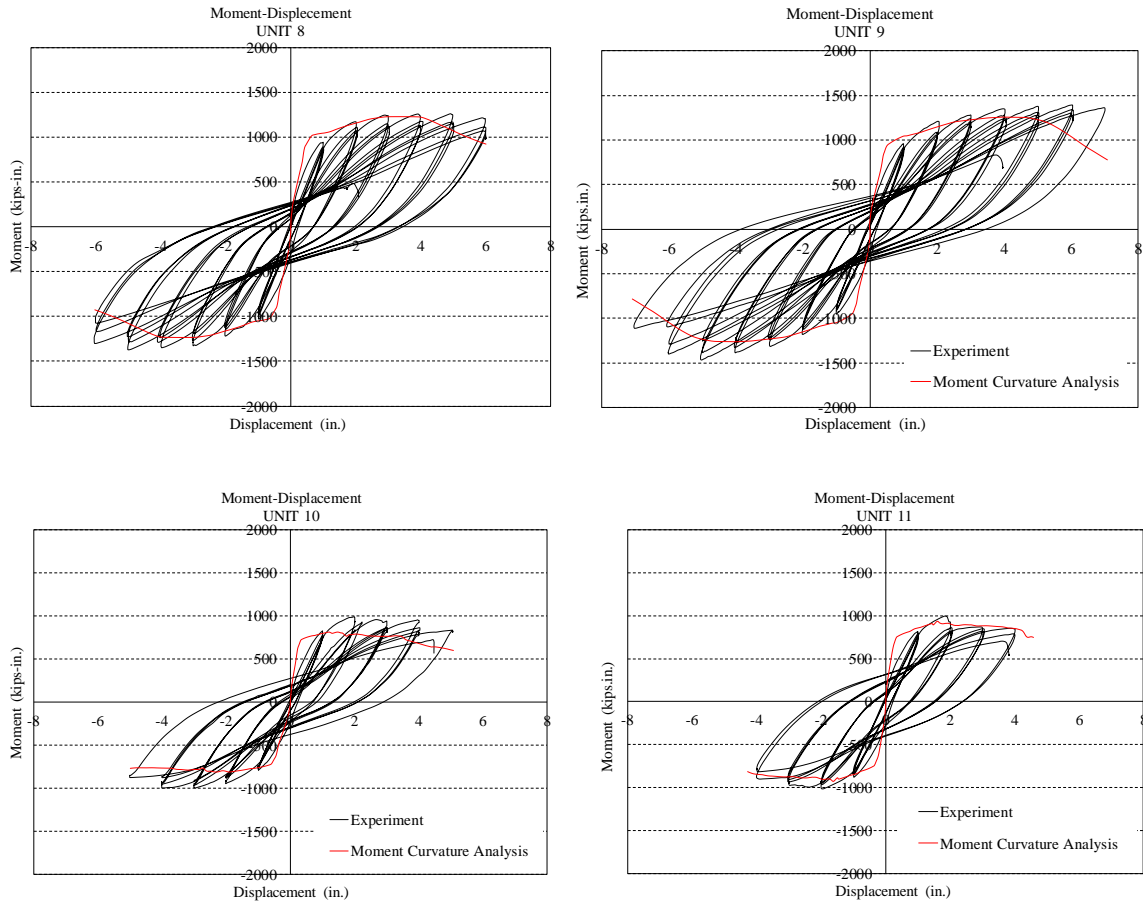 Moment-Displecement
UNIT 8
2000
1500
1000
500
0
-500
-1000
-1500
-2000
-8 -6 -4 -2 0 2 4 6 8
Moment (kips-in.)
Displacement (in.)
Moment-Displacement
UNIT 9
2000
1500
1000
500
0
-500
-1000
-1500
-2000
-8 -6 -4 -2 0 2 4 6 8
Moment (kips.in.)
Displacement (in.)
Experiment
Moment Curvature Analysis
Moment-Displacement
UNIT 10
2000
1500
1000
500
0
-500
-1000
-1500
-2000
-8 -6 -4 -2 0 2 4 6 8
Moment (kips-in.)
Displacement (in.)
Experiment
Moment Curvature Analysis
Moment-Displacement
UNIT 11
2000
1500
1000
500
0
-500
-1000
-1500
-2000
-8 -6 -4 -2 0 2 4 6 8
Moment (kips.in.)
Displacement (in.)
Experiment
Moment Curvature Analysis